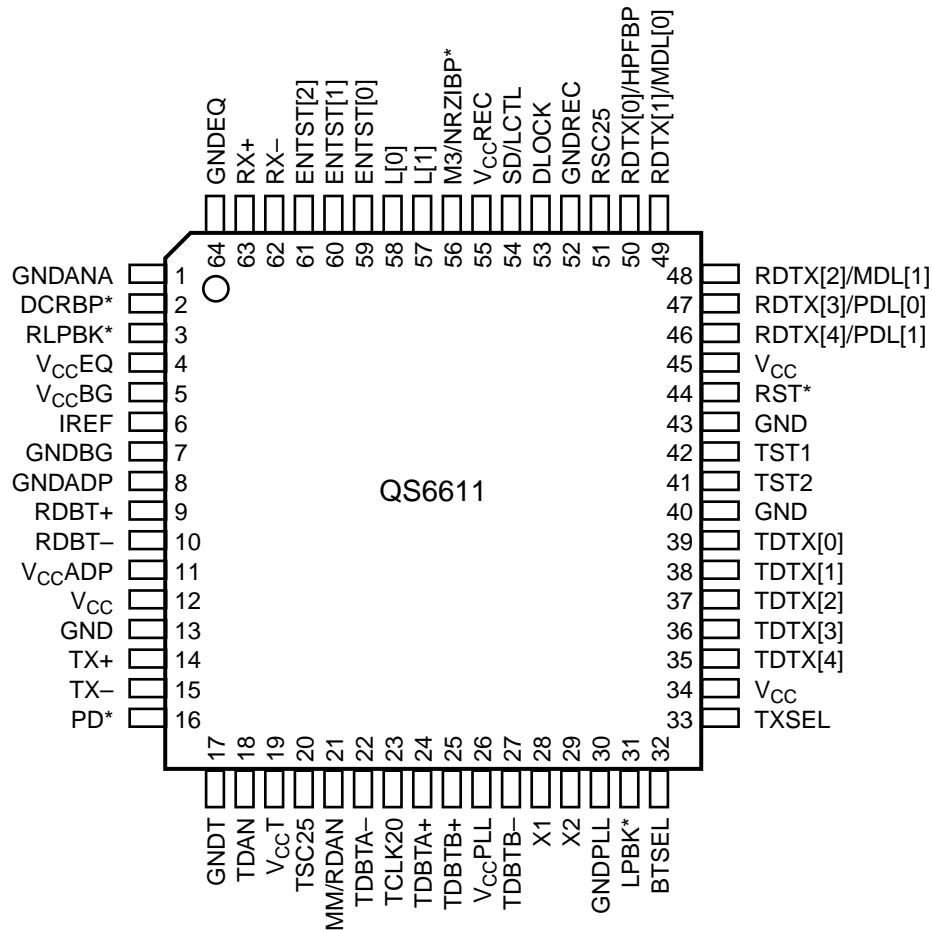 GNDEQ
RX+
RX–
ENTST[2]
ENTST[1]
ENTST[0]
L[0]
L[1]
M3/NRZIBP*
VCCREC
SD/LCTL
DLOCK
GNDREC
RSC25
RDTX[0]/HPFBP
RDTX[1]/MDL[0]
64
63
62
61
60
59
58
57
56
55
54
53
52
51
50
49
GNDANA 1
DCRBP* 2
RLPBK* 3
VCCEQ 4
VCCBG 5
IREF 6
GNDBG 7
GNDADP 8
RDBT+ 9
RDBT– 10
VCCADP 11
VCC 12
GND 13
TX+ 14
TX– 15
PD* 16
QS6611
48 RDTX[2]/MDL[1]
47 RDTX[3]/PDL[0]
46 RDTX[4]/PDL[1]
45 VCC
44 RST*
43 GND
42 TST1
41 TST2
40 GND
39 TDTX[0]
38 TDTX[1]
37 TDTX[2]
36 TDTX[3]
35 TDTX[4]
34 VCC
33 TXSEL
17
18
19
20
21
22
23
24
25
26
27
28
29
30
31
32
GNDT
TDAN
VCCT
TSC25
MM/RDAN
TDBTA–
TCLK20
TDBTA+
TDBTB+
VCCPLL
TDBTB–
X1
X2
GNDPLL
LPBK*
BTSEL